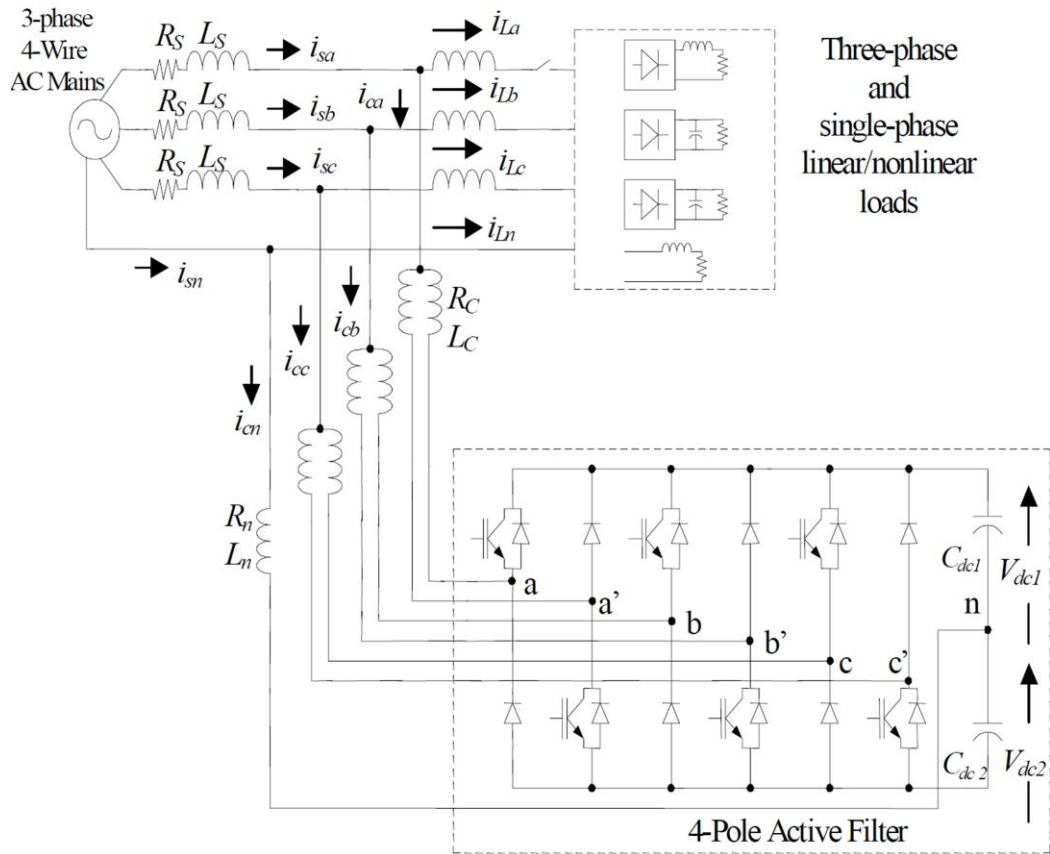 3-phase
4-Wire
AC Mains
R_S L_S
i_sa
i_La
R_S L_S
i_sb
i_ca
i_Lb
R_S L_S
i_sc
i_Lc
i_sn
i_Ln
Three-phase
and
single-phase
linear/nonlinear
loads
R_C
L_C
i_cb
i_cc
i_cn
R_n
L_n
a
a’
b
b’
c
c’
n
C_dc1
V_dc1
C_dc 2
V_dc2
4-Pole Active Filter